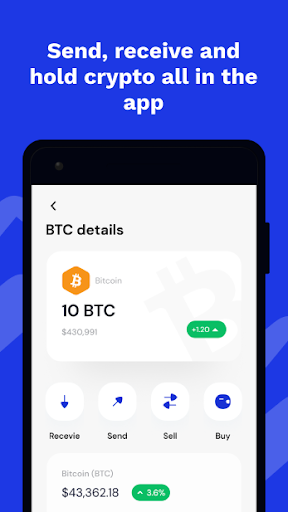 Send, receive and
hold crypto all in the
app
BTC details
Bitcoin
10 BTC
$430,991
+1.20
Recevie
Send
Sell
Buy
Bitcoin (BTC)
$43,362.18
3.6%